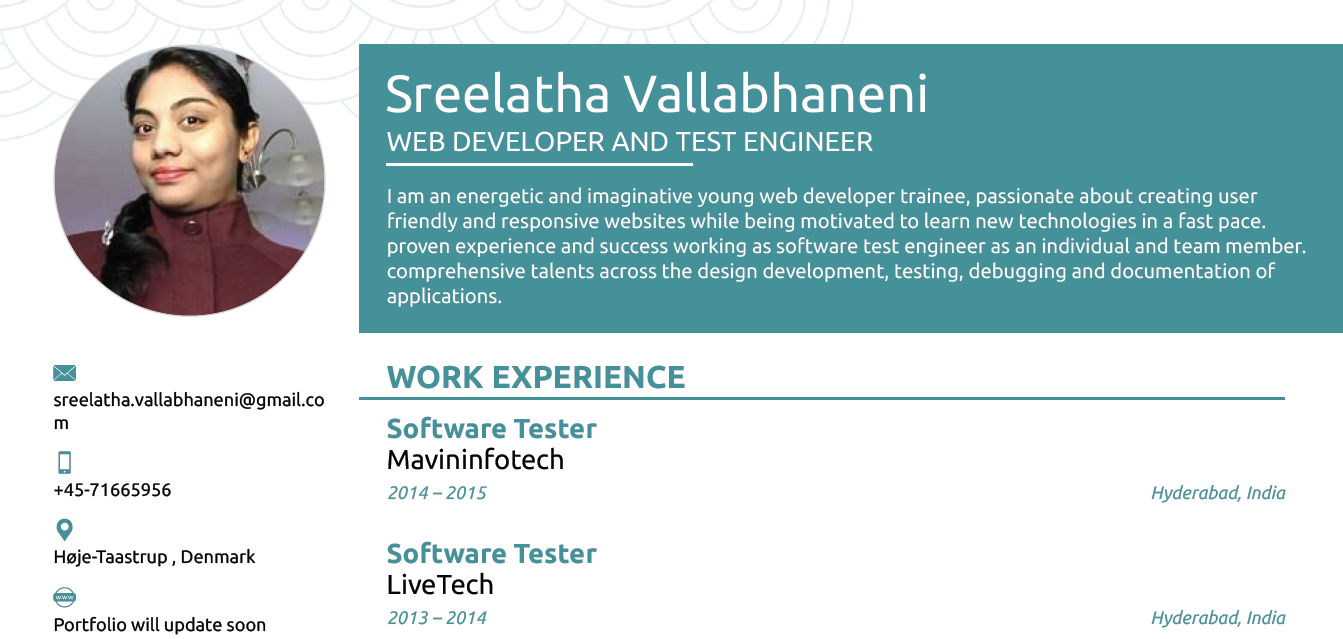 Sreelatha Vallabhaneni
WEB DEVELOPER AND TEST ENGINEER
I am an energetic and imaginative young web developer trainee, passionate about creating user
friendly and responsive websites while being motivated to learn new technologies in a fast pace.
proven experience and success working as software test engineer as an individual and team member.
comprehensive talents across the design development, testing, debugging and documentation of
applications.
sreelatha.vallabhaneni@gmail.co
m
+45-71665956
Høje-Taastrup , Denmark
www
Portfolio will update soon
WORK EXPERIENCE
Software Tester
Mavininfotech
2014 – 2015 Hyderabad, India
Software Tester
LiveTech
2013 – 2014 Hyderabad, India